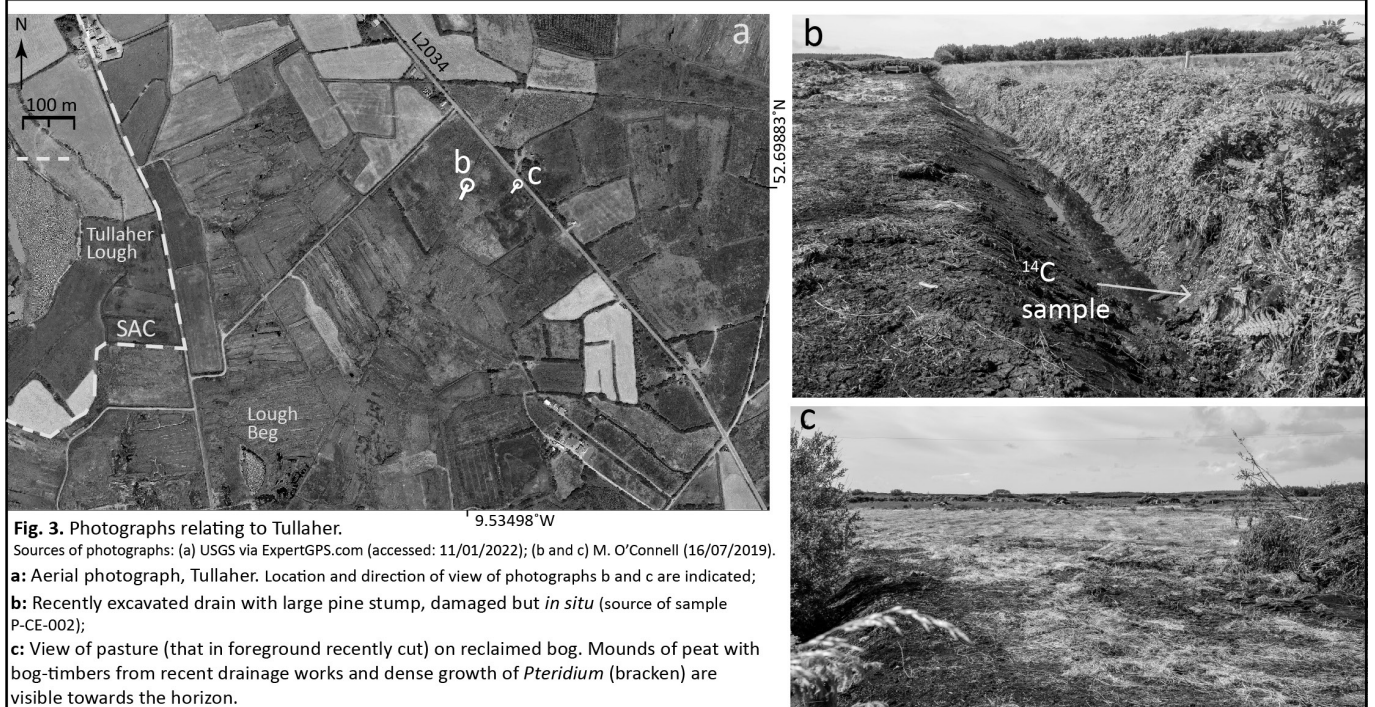 N
100 m
L2034
a
b
c
Tullaher
Lough
SAC
Lough
Beg
52.69883°N
9.53498°W
b
¹⁴C
sample
c
Fig. 3. Photographs relating to Tullaher.
Sources of photographs: (a) USGS via ExpertGPS.com (accessed: 11/01/2022); (b and c) M. O’Connell (16/07/2019).
a: Aerial photograph, Tullaher. Location and direction of view of photographs b and c are indicated;
b: Recently excavated drain with large pine stump, damaged but in situ (source of sample
P-CE-002);
c: View of pasture (that in foreground recently cut) on reclaimed bog. Mounds of peat with
bog-timbers from recent drainage works and dense growth of Pteridium (bracken) are
visible towards the horizon.